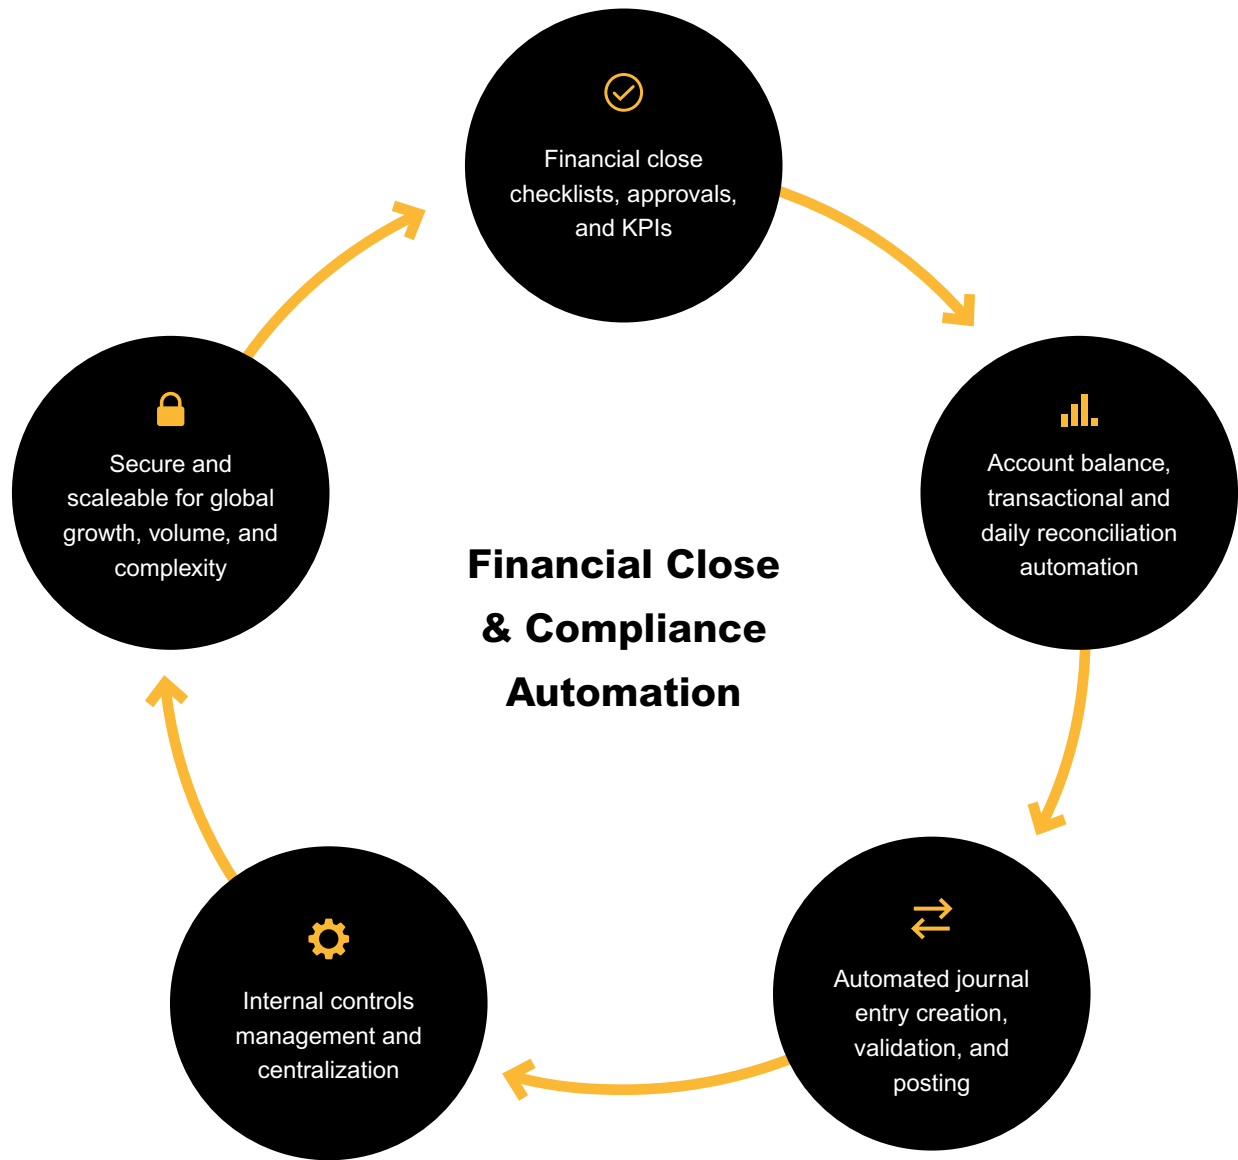 Financial close
checklists, approvals,
and KPIs
Account balance,
transactional and
daily reconciliation
automation
Automated journal
entry creation,
validation, and
posting
Internal controls
management and
centralization
Secure and
scaleable for global
growth, volume, and
complexity
Financial Close
& Compliance
Automation